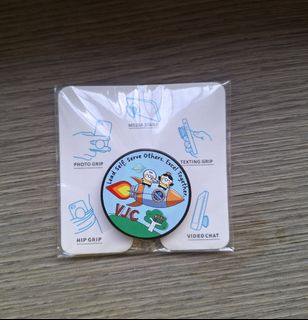 MEDIA STAND
PHOTO GRIP
TEXTING GRIP
Lead Self, Serve Others, Excel Together
VJC
HIP GRIP
VIDEO CHAT